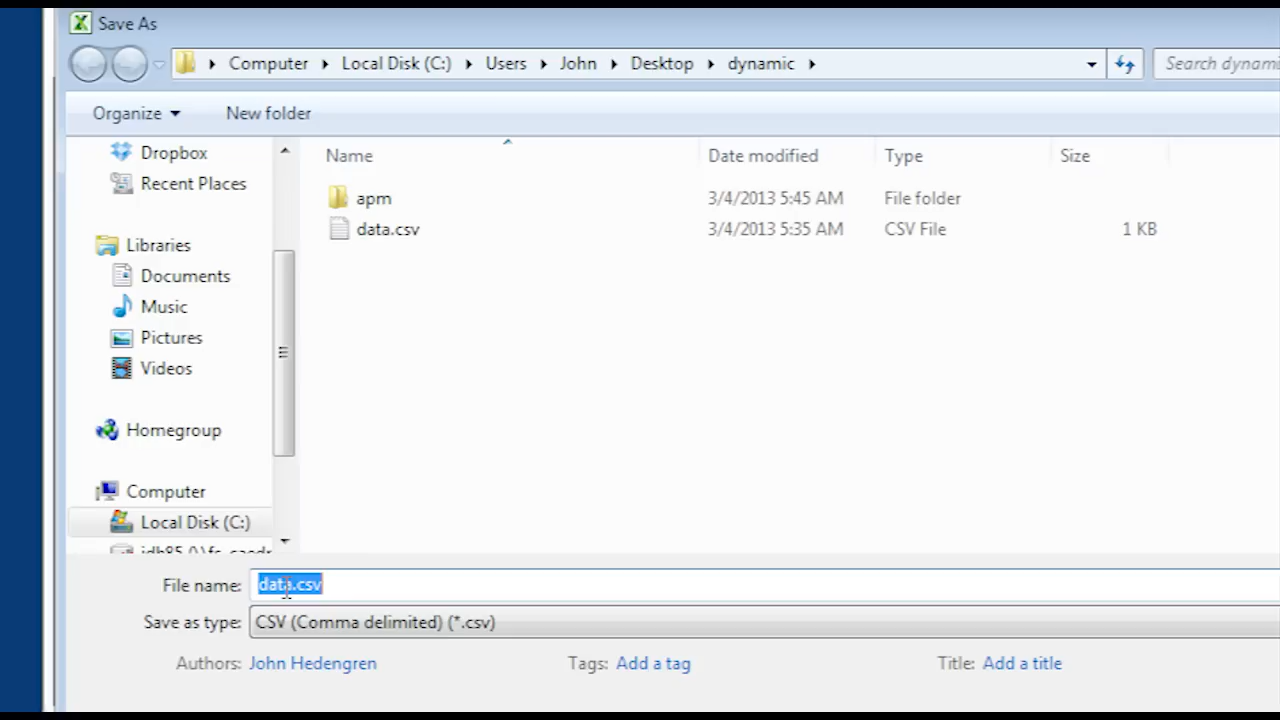 Save As
Computer Local Disk (C:) Users John Desktop dynamic Search dynami
Organize New folder
Name Date modified Type Size
Dropbox
Recent Places
Libraries
Documents
Music
Pictures
Videos
Homegroup
Computer
Local Disk (C:)
apm 3/4/2013 5:45 AM File folder
data.csv 3/4/2013 5:35 AM CSV File 1 KB
File name: data.csv
Save as type: CSV (Comma delimited) (*.csv)
Authors: John Hedengren Tags: Add a tag Title: Add a title